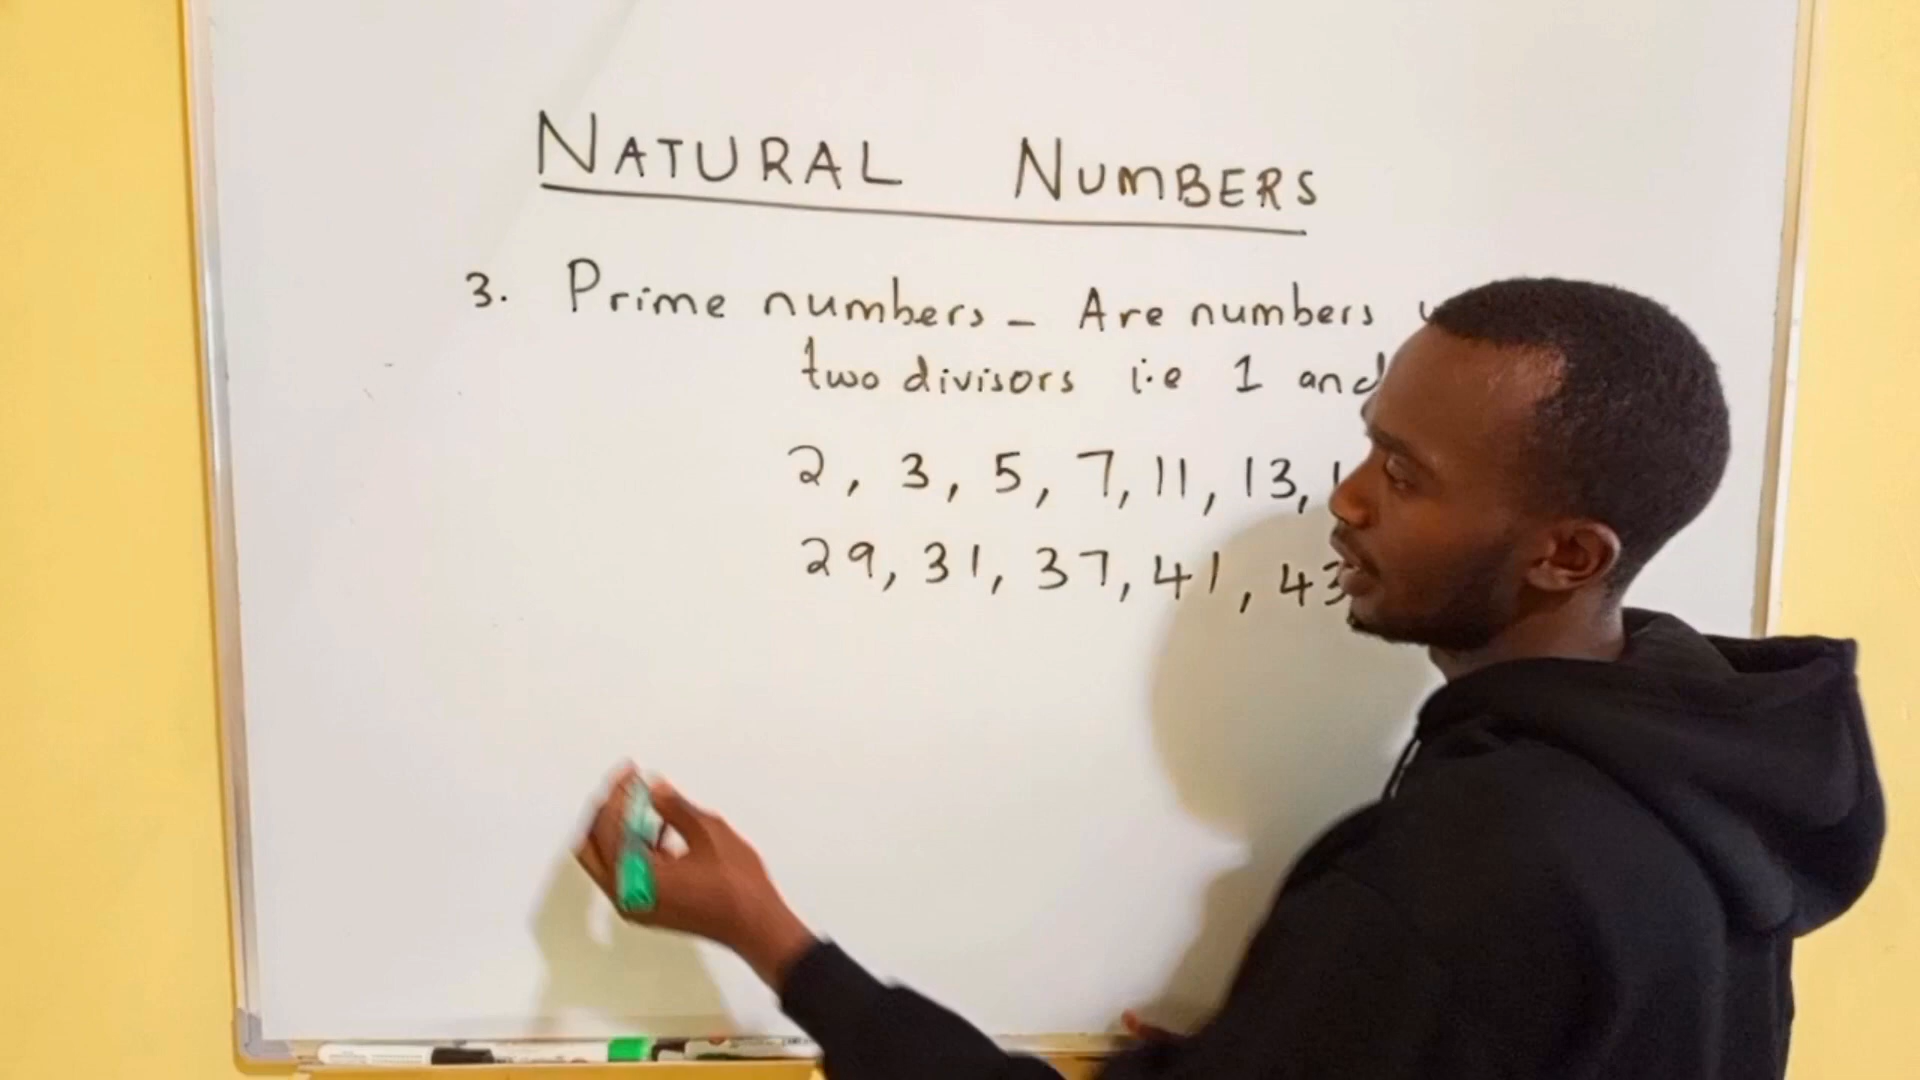 NATURAL NUMBERS
3. Prime numbers - Are numbers
two divisors i.e 1 and
2, 3, 5, 7, 11, 13,
29, 31, 37, 41, 43